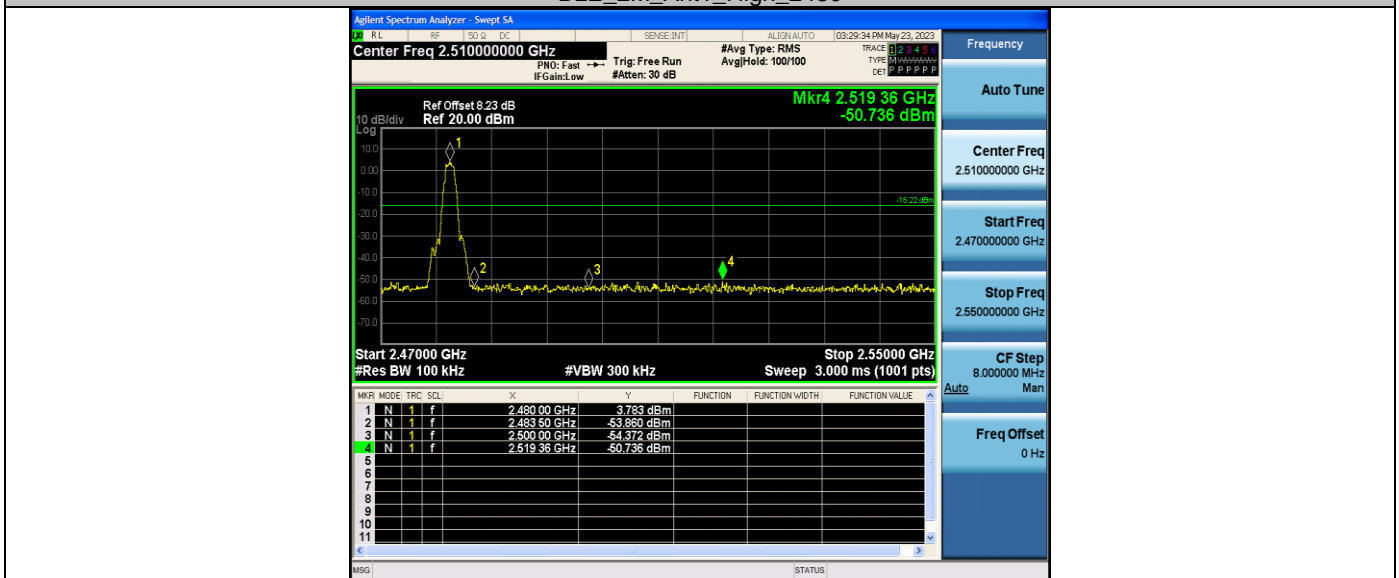 BLE_2M_Ant1_High_2480
Agilent Spectrum Analyzer - Swept SA
RL RF 50 Ω DC SENSE:INT ALIGN AUTO 03:29:34 PM May 23, 2023
Center Freq 2.510000000 GHz
PNO: Fast
IFGain:Low
Trig: Free Run
#Atten: 30 dB
#Avg Type: RMS
Avg|Hold: 100/100
TRACE 1 2 3 4 5 6
TYPE M
DET P P P P P P
Frequency
Auto Tune
Center Freq
2.510000000 GHz
Start Freq
2.470000000 GHz
Stop Freq
2.550000000 GHz
CF Step
8.000000 MHz
Auto Man
Freq Offset
0 Hz
Mkr4 2.519 36 GHz
-50.736 dBm
Ref Offset 8.23 dB
10 dB/div Ref 20.00 dBm
Log
10.0
0.00
-10.0
-20.0
-30.0
-40.0
-50.0
-60.0
-70.0
1
2
3
4
-16.22 dBm
Start 2.47000 GHz Stop 2.55000 GHz
#Res BW 100 kHz #VBW 300 kHz Sweep 3.000 ms (1001 pts)
MKR MODE TRC SCL X Y FUNCTION FUNCTION WIDTH FUNCTION VALUE
1 N 1 f 2.480 00 GHz 3.783 dBm
2 N 1 f 2.483 50 GHz -53.860 dBm
3 N 1 f 2.500 00 GHz -54.372 dBm
4 N 1 f 2.519 36 GHz -50.736 dBm
5
6
7
8
9
10
11
MSG STATUS